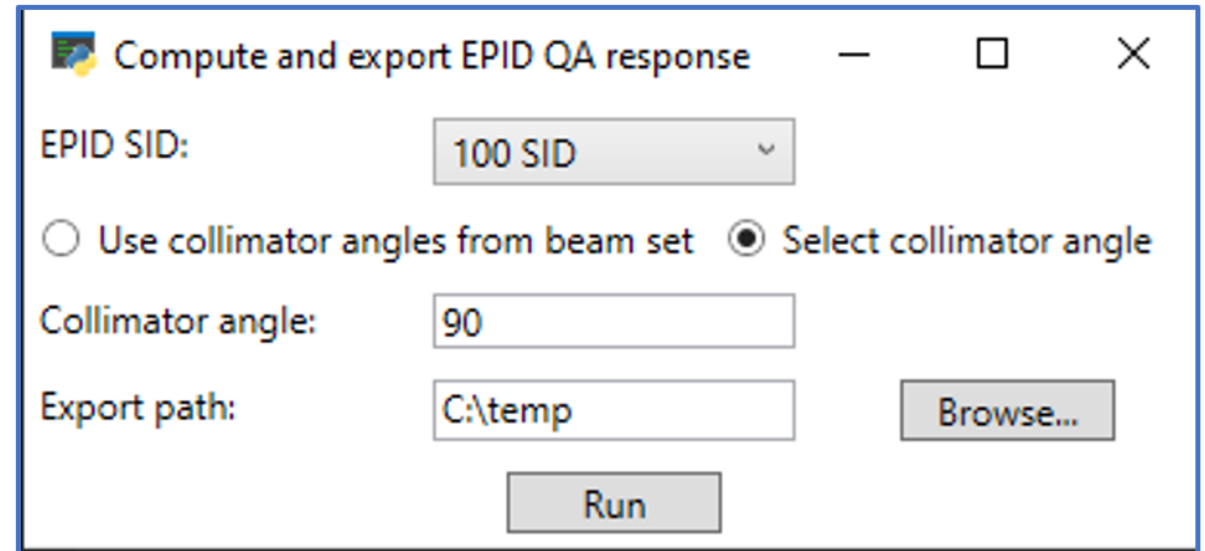 Compute and export EPID QA response
EPID SID: 100 SID
Use collimator angles from beam set Select collimator angle
Collimator angle: 90
Export path: C:\temp Browse...
Run